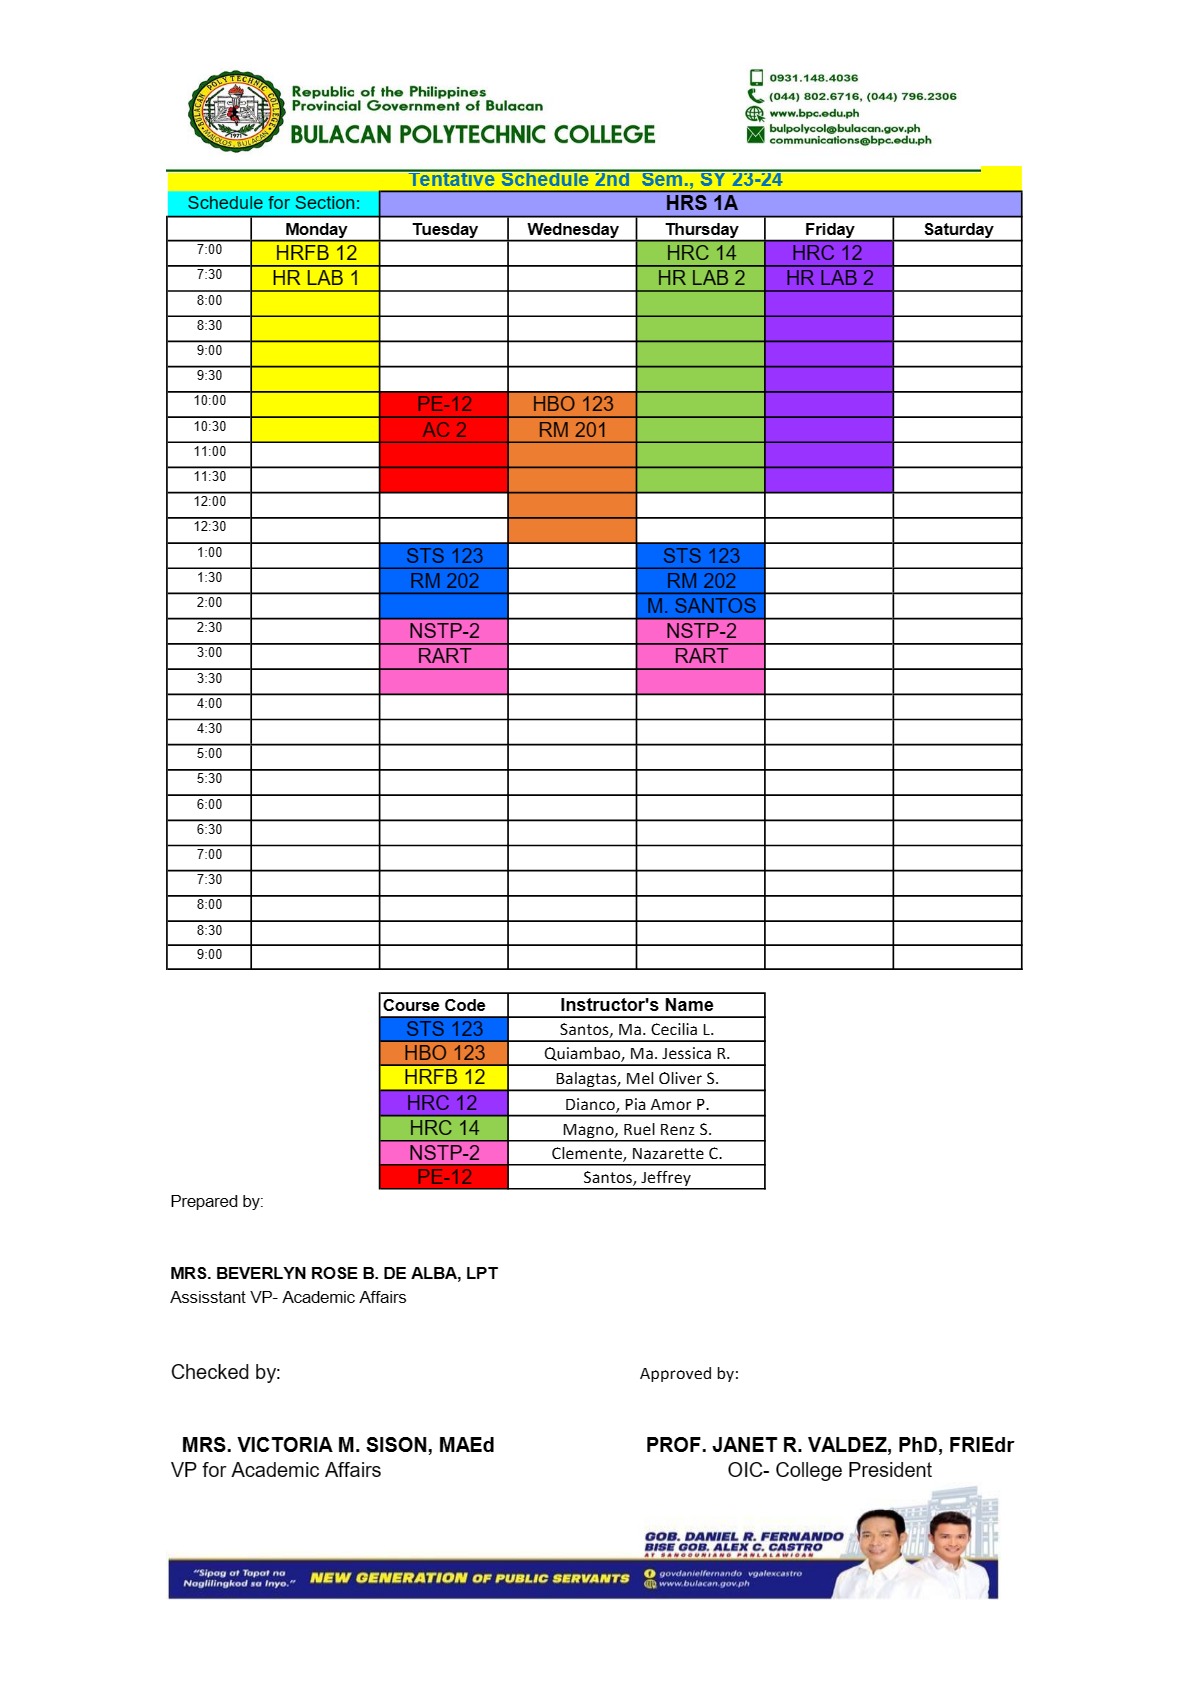 BULACAN POLYTECHNIC COLLEGE
MALOLOS, BULACAN
1971
Republic of the Philippines
Provincial Government of Bulacan
BULACAN POLYTECHNIC COLLEGE
0931.148.4036
(044) 802.6716, (044) 796.2306
www.bpc.edu.ph
bulpolycol@bulacan.gov.ph
communications@bpc.edu.ph
Tentative Schedule 2nd Sem., SY 23-24
Schedule for Section: HRS 1A
Monday Tuesday Wednesday Thursday Friday Saturday
7:00 HRFB 12 HRC 14 HRC 12
7:30 HR LAB 1 HR LAB 2 HR LAB 2
8:00
8:30
9:00
9:30
10:00 PE-12 HBO 123
10:30 AC 2 RM 201
11:00
11:30
12:00
12:30
1:00 STS 123 STS 123
1:30 RM 202 RM 202
2:00 M. SANTOS
2:30 NSTP-2 NSTP-2
3:00 RART RART
3:30
4:00
4:30
5:00
5:30
6:00
6:30
7:00
7:30
8:00
8:30
9:00
Course Code Instructor's Name
STS 123 Santos, Ma. Cecilia L.
HBO 123 Quiambao, Ma. Jessica R.
HRFB 12 Balagtas, Mel Oliver S.
HRC 12 Dianco, Pia Amor P.
HRC 14 Magno, Ruel Renz S.
NSTP-2 Clemente, Nazarette C.
PE-12 Santos, Jeffrey
Prepared by:
MRS. BEVERLYN ROSE B. DE ALBA, LPT
Assisstant VP- Academic Affairs
Checked by: Approved by:
MRS. VICTORIA M. SISON, MAEd PROF. JANET R. VALDEZ, PhD, FRIEdr
VP for Academic Affairs OIC- College President
GOB. DANIEL R. FERNANDO
BISE GOB. ALEX C. CASTRO
AT SANGGUNIANG PANLALAWIGAN
"Sipag at Tapat na
Naglilingkod sa Inyo."
NEW GENERATION OF PUBLIC SERVANTS
govdanielfernando vgalexcastro
www.bulacan.gov.ph